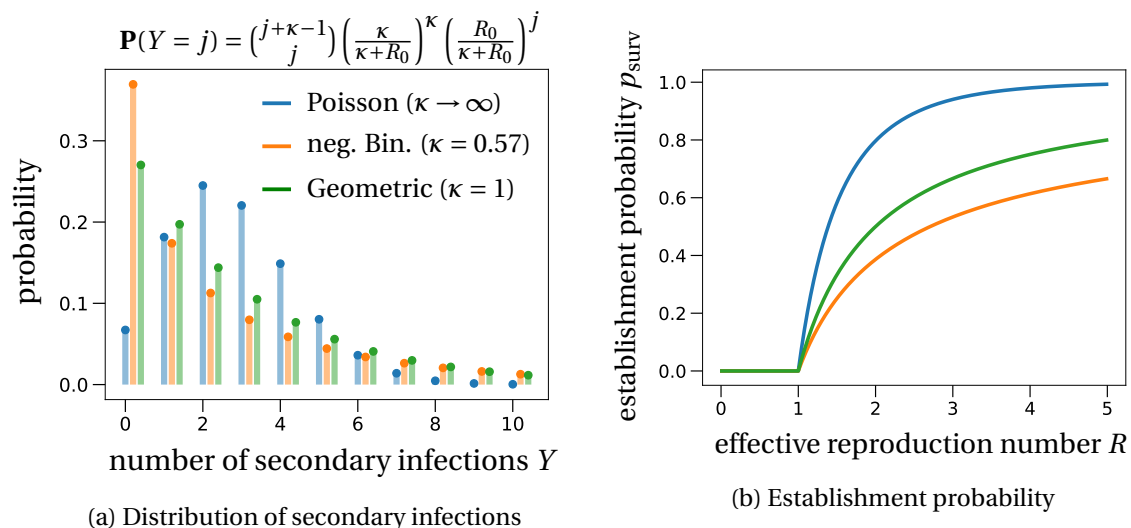 P(Y = j) = (j+κ−1 j) (κ/(κ+R₀))^κ (R₀/(κ+R₀))^j
Poisson (κ → ∞)
neg. Bin. (κ = 0.57)
Geometric (κ = 1)
probability
0.3
0.2
0.1
0.0
0 2 4 6 8 10
number of secondary infections Y
(a) Distribution of secondary infections
establishment probability p_surv
1.0
0.8
0.6
0.4
0.2
0.0
0 1 2 3 4 5
effective reproduction number R
(b) Establishment probability